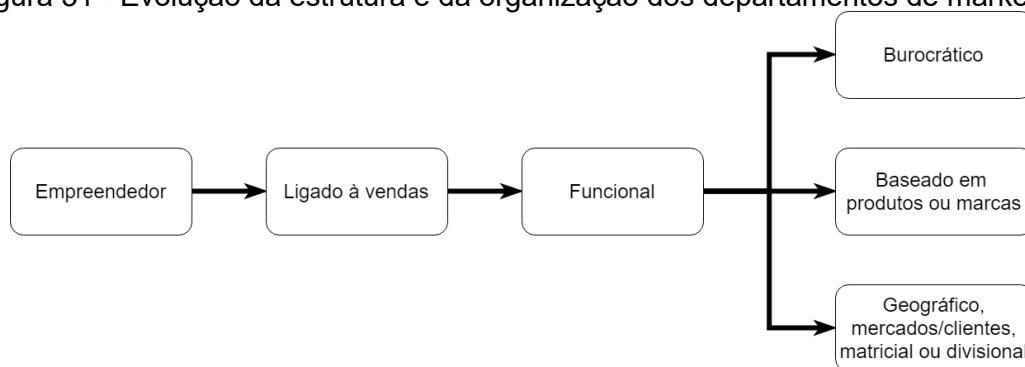 gura - Evolução da estrutura e da organização dos departamentos de marke
Burocrático
Empreendedor
Ligado à vendas
Funcional
Baseado em
produtos ou marcas
Geográfico,
mercados/clientes,
matricial ou divisional